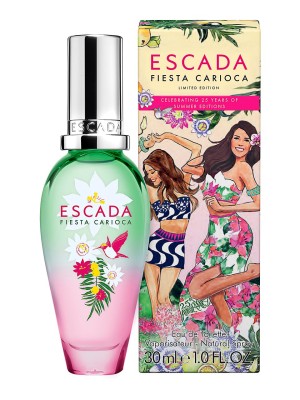 ESCADA
FIESTA CARIOCA
LIMITED EDITION
CELEBRATING 25 YEARS OF
SUMMER EDITIONS
ESCADA
FIESTA CARIOCA
Eau de Toilette
Vaporisateur - Natural Spray
30 ml ℮ 1.0 FL.OZ.